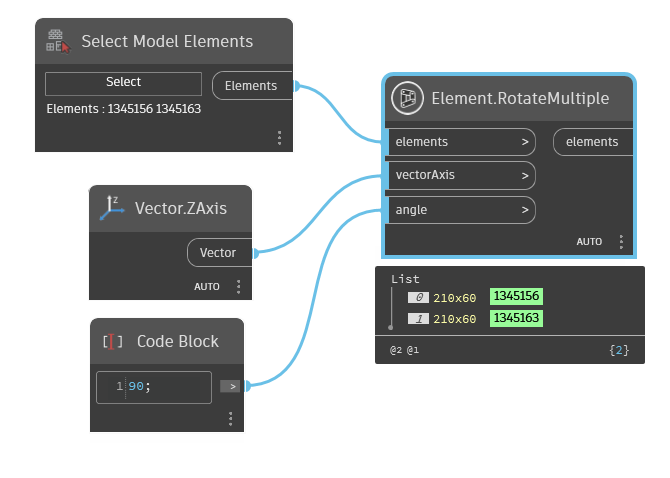 Select Model Elements
Select
Elements
Elements : 1345156 1345163
Element.RotateMultiple
elements >
elements
vectorAxis >
angle >
AUTO
z
Vector.ZAxis
Vector
AUTO
List
0 210x60 1345156
1 210x60 1345163
@2 @1 {2}
[] Code Block
1 90; >